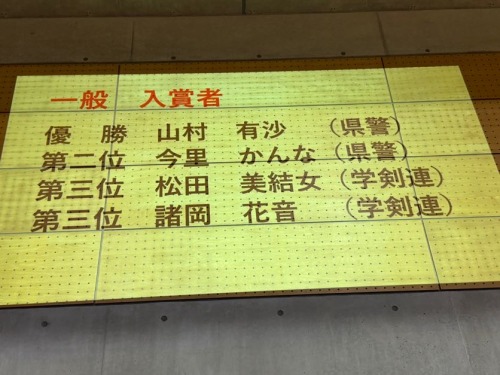 一般 入賞者
優勝 山村 有沙 （県警）
第二位 今里 かんな（県警）
第三位 松田 美結女（学剣連）
第三位 諸岡 花音 （学剣連）